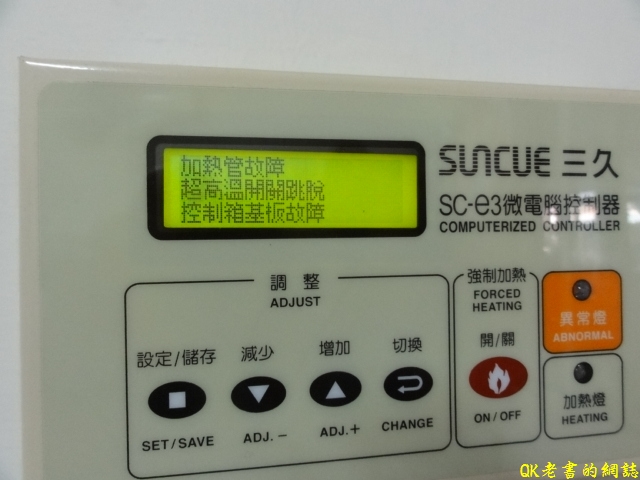 加熱管故障
超高溫開關跳脫
控制箱基板故障
SUNCUE 三久
SC-e3微電腦控制器
COMPUTERIZED CONTROLLER
調整
ADJUST
設定/儲存
SET/SAVE
減少
ADJ. -
增加
ADJ. +
切換
CHANGE
強制加熱
FORCED
HEATING
開/關
ON/OFF
異常燈
ABNORMAL
加熱燈
HEATING
QK老書的網誌